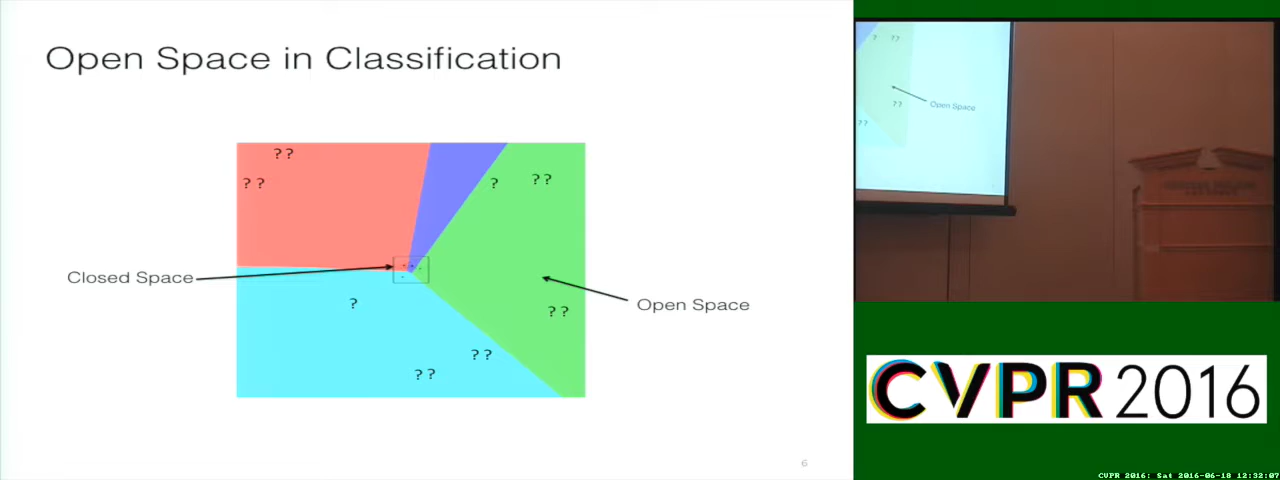 Open Space in Classification
??
??
?
??
Closed Space
?
Open Space
??
??
??
6
? ??
Open Space
??
??
CVPR 2016
CVPR 2016: Sat 2016-06-18 12:32:07